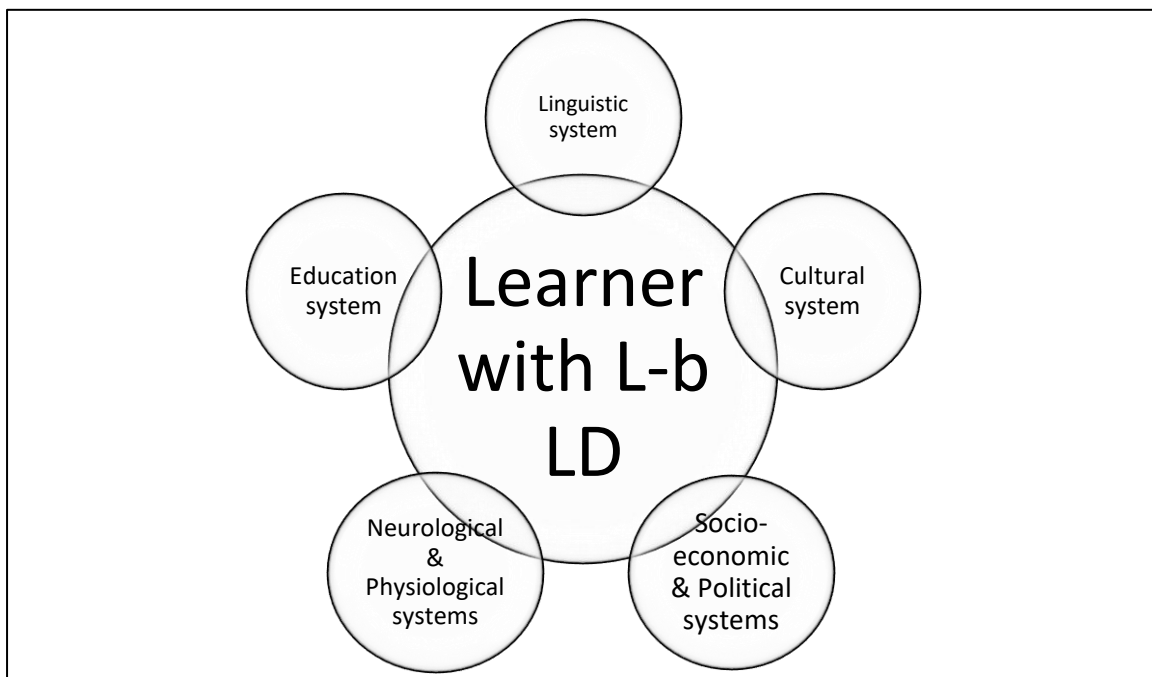 Linguistic
system
Education
system
Cultural
system
Learner
with L-b
LD
Neurological
&
Physiological
systems
Socio-
economic
& Political
systems